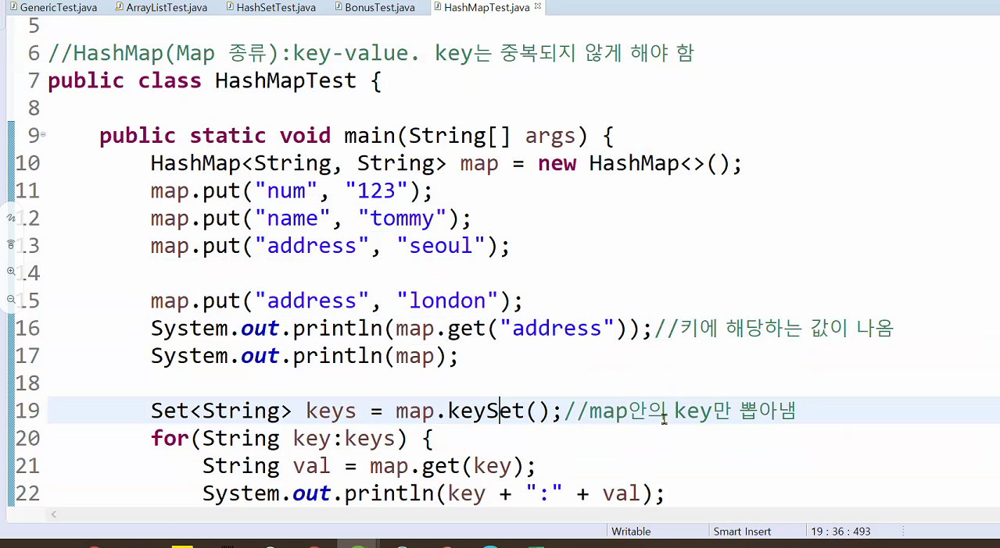 GenericTest.java ArrayListTest.java HashSetTest.java BonusTest.java HashMapTest.java
5
6 //HashMap(Map 종류):key-value. key는 중복되지 않게 해야 함
7 public class HashMapTest {
8
9 public static void main(String[] args) {
10 HashMap<String, String> map = new HashMap<>();
11 map.put("num", "123");
12 map.put("name", "tommy");
13 map.put("address", "seoul");
14
15 map.put("address", "london");
16 System.out.println(map.get("address"));//키에 해당하는 값이 나옴
17 System.out.println(map);
18
19 Set<String> keys = map.keySet();//map안의 key만 뽑아냄
20 for(String key:keys) {
21 String val = map.get(key);
22 System.out.println(key + ":" + val);
Writable Smart Insert 19 : 36 : 493